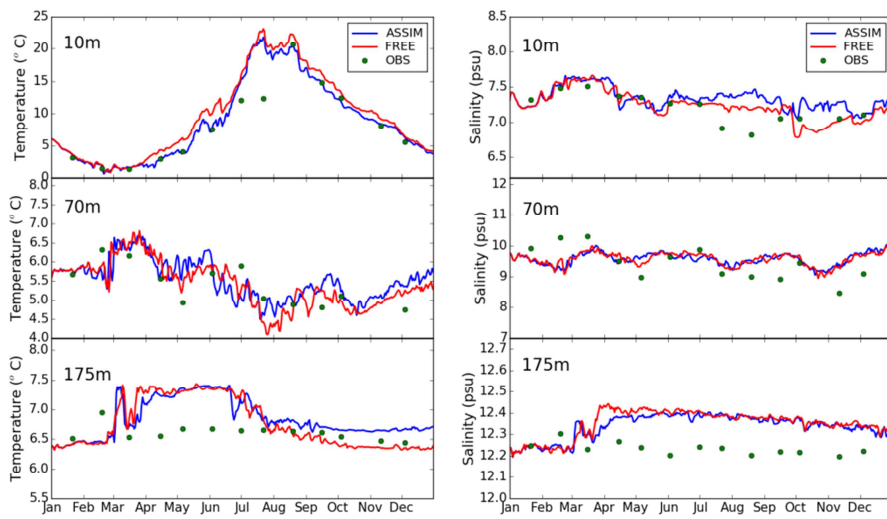 25
20
15
10
5
0
Temperature (° C)
10m
ASSIM
FREE
OBS
8.0
7.5
7.0
6.5
6.0
5.5
5.0
4.5
4.0
Temperature (° C)
70m
8.0
7.5
7.0
6.5
6.0
5.5
Temperature (° C)
175m
Jan Feb Mar Apr May Jun Jul Aug Sep Oct Nov Dec
8.5
8.0
7.5
7.0
6.5
Salinity (psu)
10m
ASSIM
FREE
OBS
12
11
10
9
8
7
Salinity (psu)
70m
12.7
12.6
12.5
12.4
12.3
12.2
12.1
12.0
Salinity (psu)
175m
Jan Feb Mar Apr May Jun Jul Aug Sep Oct Nov Dec